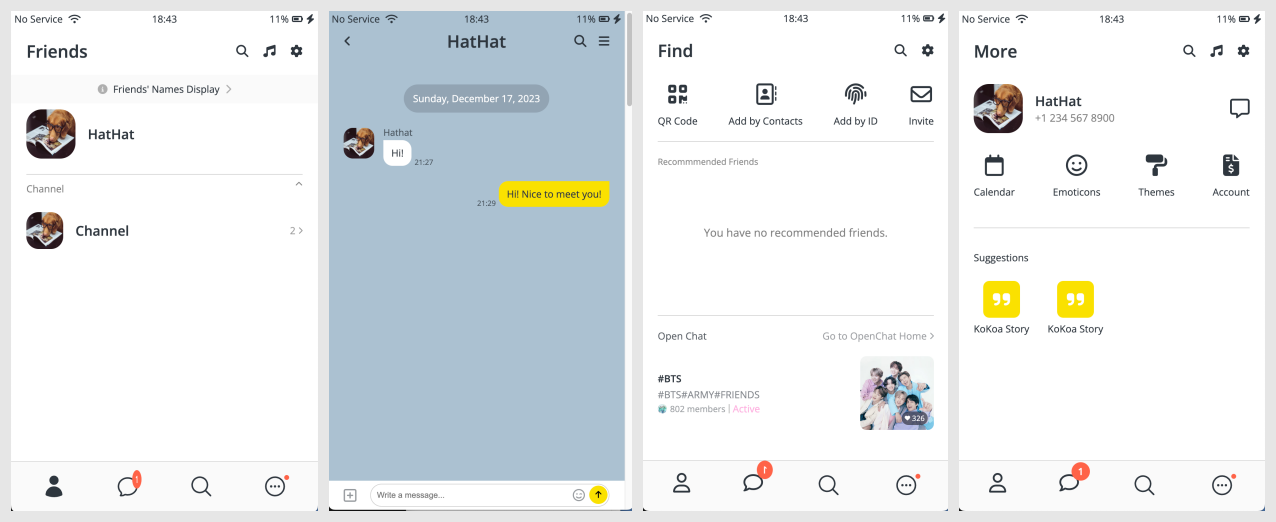 No Service 18:43 11%
Friends
Friends' Names Display
HatHat
Channel
Channel 2
1
No Service 18:43 11%
HatHat
Sunday, December 17, 2023
Hathat
Hi!
21:27
Hi! Nice to meet you!
21:29
Write a message...
No Service 18:43 11%
Find
QR Code Add by Contacts Add by ID Invite
Recommmended Friends
You have no recommended friends.
Open Chat Go to OpenChat Home
#BTS
#BTS#ARMY#FRIENDS
802 members | Active
326
1
No Service 18:43 11%
More
HatHat
+1 234 567 8900
Calendar Emoticons Themes Account
Suggestions
KoKoa Story KoKoa Story
1